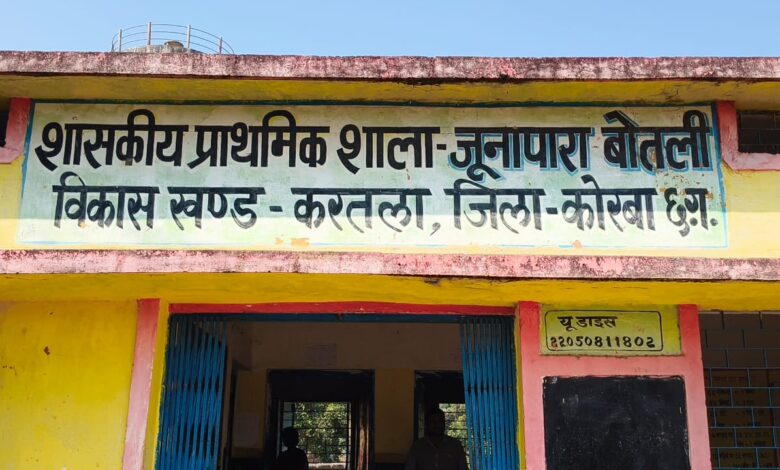 शासकीय प्राथमिक शाला-जूनापारा बोतली
विकास खण्ड - करतला, जिला-कोरबा छ.ग.
यू डाइस
22050811802